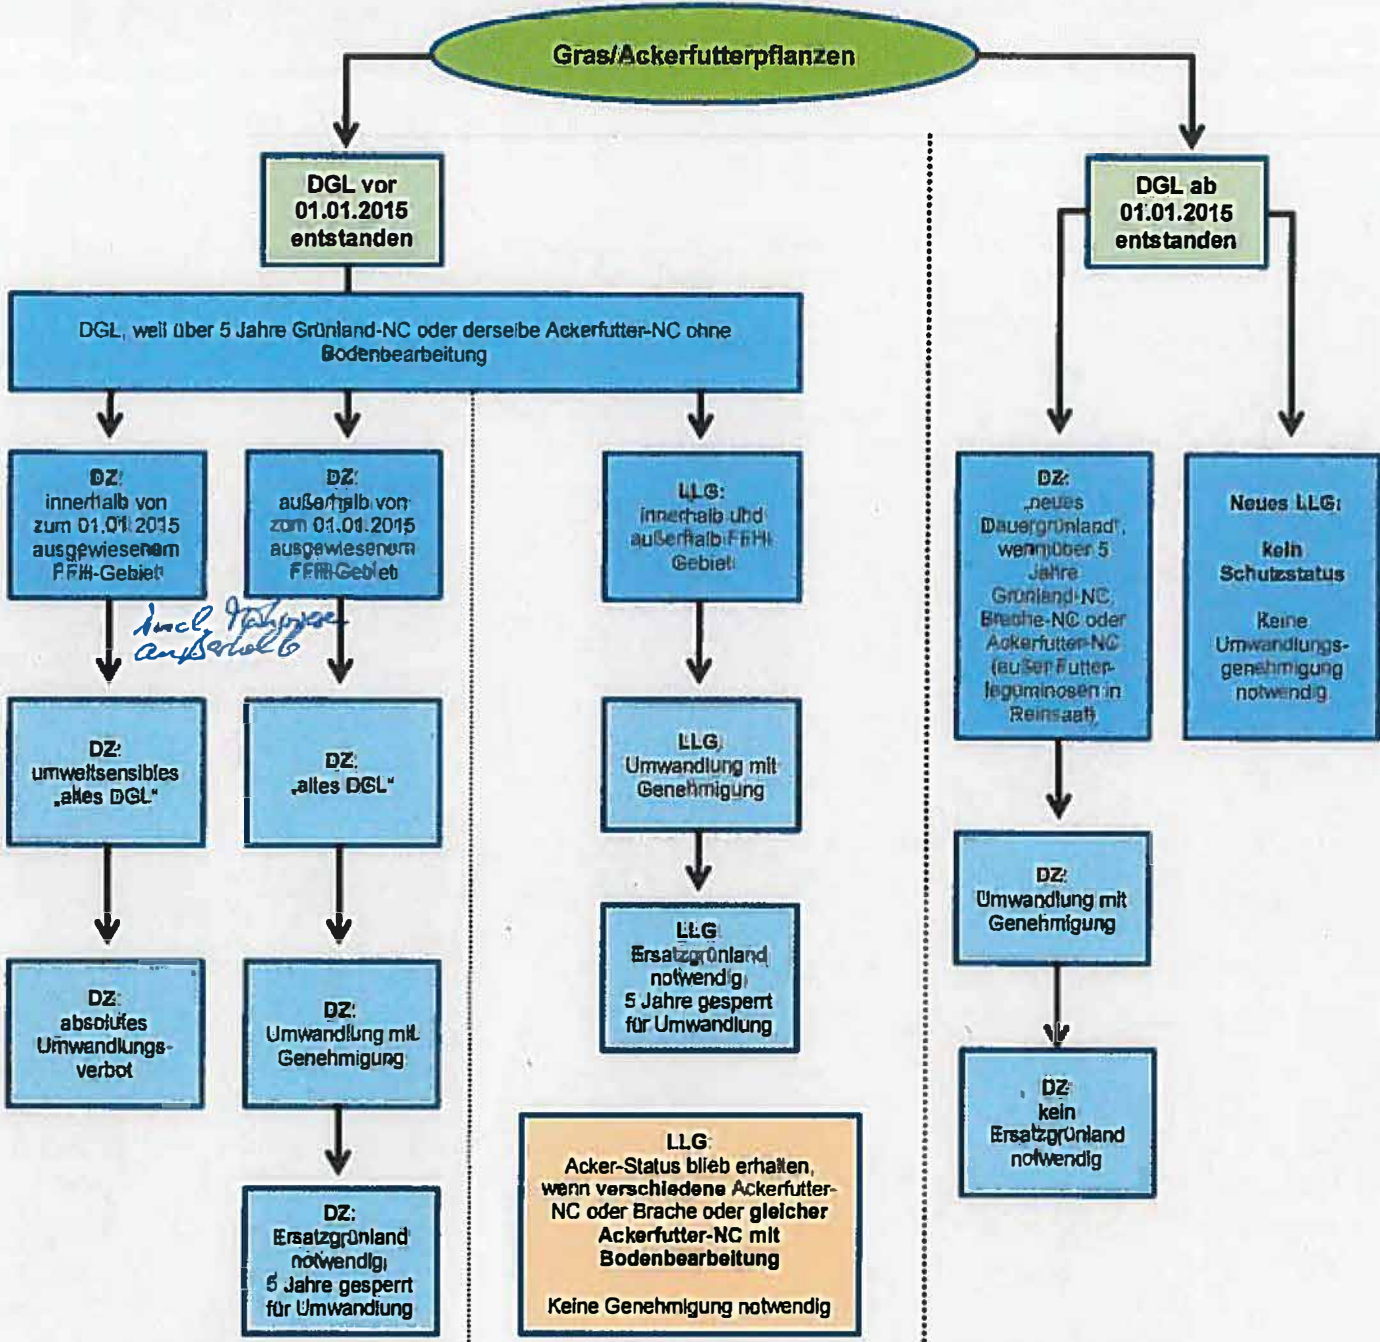 Gras/Ackerfutterpflanzen
DGL vor
01.01.2015
entstanden
DGL ab
01.01.2015
entstanden
DGL, weil über 5 Jahre Grünland-NC oder derselbe Ackerfutter-NC ohne
Bodenbearbeitung
DZ:
innerhalb von
zum 01.01.2015
ausgewiesenem
FFH-Gebiet
DZ:
außerhalb von
zum 01.01.2015
ausgewiesenem
FFH-Gebiet
LLG:
innerhalb und
außerhalb FFH-
Gebiet
DZ:
„neues
Dauergrünland",
wenn über 5
Jahre
Grünland-NC,
Brache-NC oder
Ackerfutter-NC
(außer Futter-
leguminosen in
Reinsaat)
Neues LLG:
kein
Schutzstatus
Keine
Umwandlungs-
genehmigung
notwendig
außerhalb
DZ:
umweltsensibles
„altes DGL"
DZ:
„altes DGL"
LLG:
Umwandlung mit
Genehmigung
DZ:
Umwandlung mit
Genehmigung
LLG
Ersatzgrünland
notwendig,
5 Jahre gesperrt
für Umwandlung
DZ:
absolutes
Umwandlungs-
verbot
DZ:
Umwandlung mit
Genehmigung
DZ:
kein
Ersatzgrünland
notwendig
LLG:
Acker-Status blieb erhalten,
wenn verschiedene Ackerfutter-
NC oder Brache oder gleicher
Ackerfutter-NC mit
Bodenbearbeitung
Keine Genehmigung notwendig
DZ:
Ersatzgrünland
notwendig,
5 Jahre gesperrt
für Umwandlung